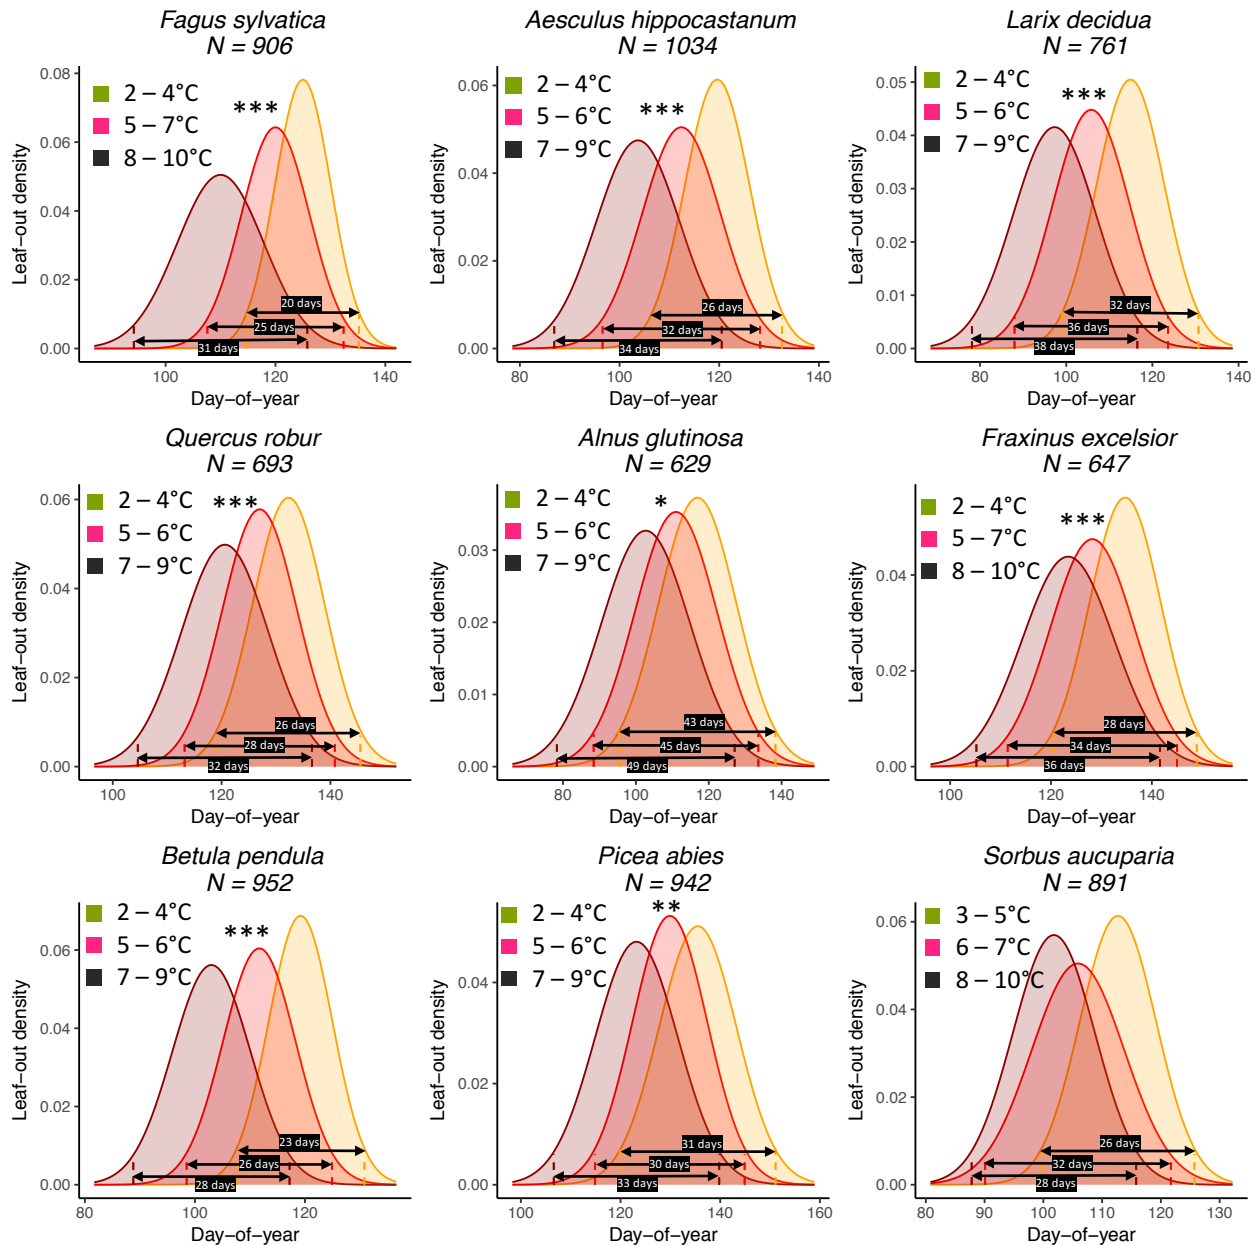 Fagus sylvatica
N = 906
2 – 4°C
5 – 7°C
8 – 10°C
***
Leaf−out density
0.08
0.06
0.04
0.02
0.00
20 days
25 days
31 days
100
120
140
Day−of−year
Aesculus hippocastanum
N = 1034
2 – 4°C
5 – 6°C
7 – 9°C
***
Leaf−out density
0.06
0.04
0.02
0.00
26 days
32 days
34 days
80
100
120
140
Day−of−year
Larix decidua
N = 761
2 – 4°C
5 – 6°C
7 – 9°C
***
Leaf−out density
0.05
0.04
0.03
0.02
0.01
0.00
32 days
36 days
38 days
80
100
120
140
Day−of−year
Quercus robur
N = 693
2 – 4°C
5 – 6°C
7 – 9°C
***
Leaf−out density
0.06
0.04
0.02
0.00
26 days
28 days
32 days
100
120
140
Day−of−year
Alnus glutinosa
N = 629
2 – 4°C
5 – 6°C
7 – 9°C
*
Leaf−out density
0.03
0.02
0.01
0.00
43 days
45 days
49 days
80
100
120
140
Day−of−year
Fraxinus excelsior
N = 647
2 – 4°C
5 – 7°C
8 – 10°C
***
Leaf−out density
0.04
0.02
0.00
28 days
34 days
36 days
100
120
140
Day−of−year
Betula pendula
N = 952
2 – 4°C
5 – 6°C
7 – 9°C
***
Leaf−out density
0.06
0.04
0.02
0.00
23 days
26 days
28 days
80
100
120
Day−of−year
Picea abies
N = 942
2 – 4°C
5 – 6°C
7 – 9°C
**
Leaf−out density
0.04
0.02
0.00
31 days
30 days
33 days
100
120
140
160
Day−of−year
Sorbus aucuparia
N = 891
3 – 5°C
6 – 7°C
8 – 10°C
Leaf−out density
0.06
0.04
0.02
0.00
26 days
32 days
28 days
80
90
100
110
120
130
Day−of−year